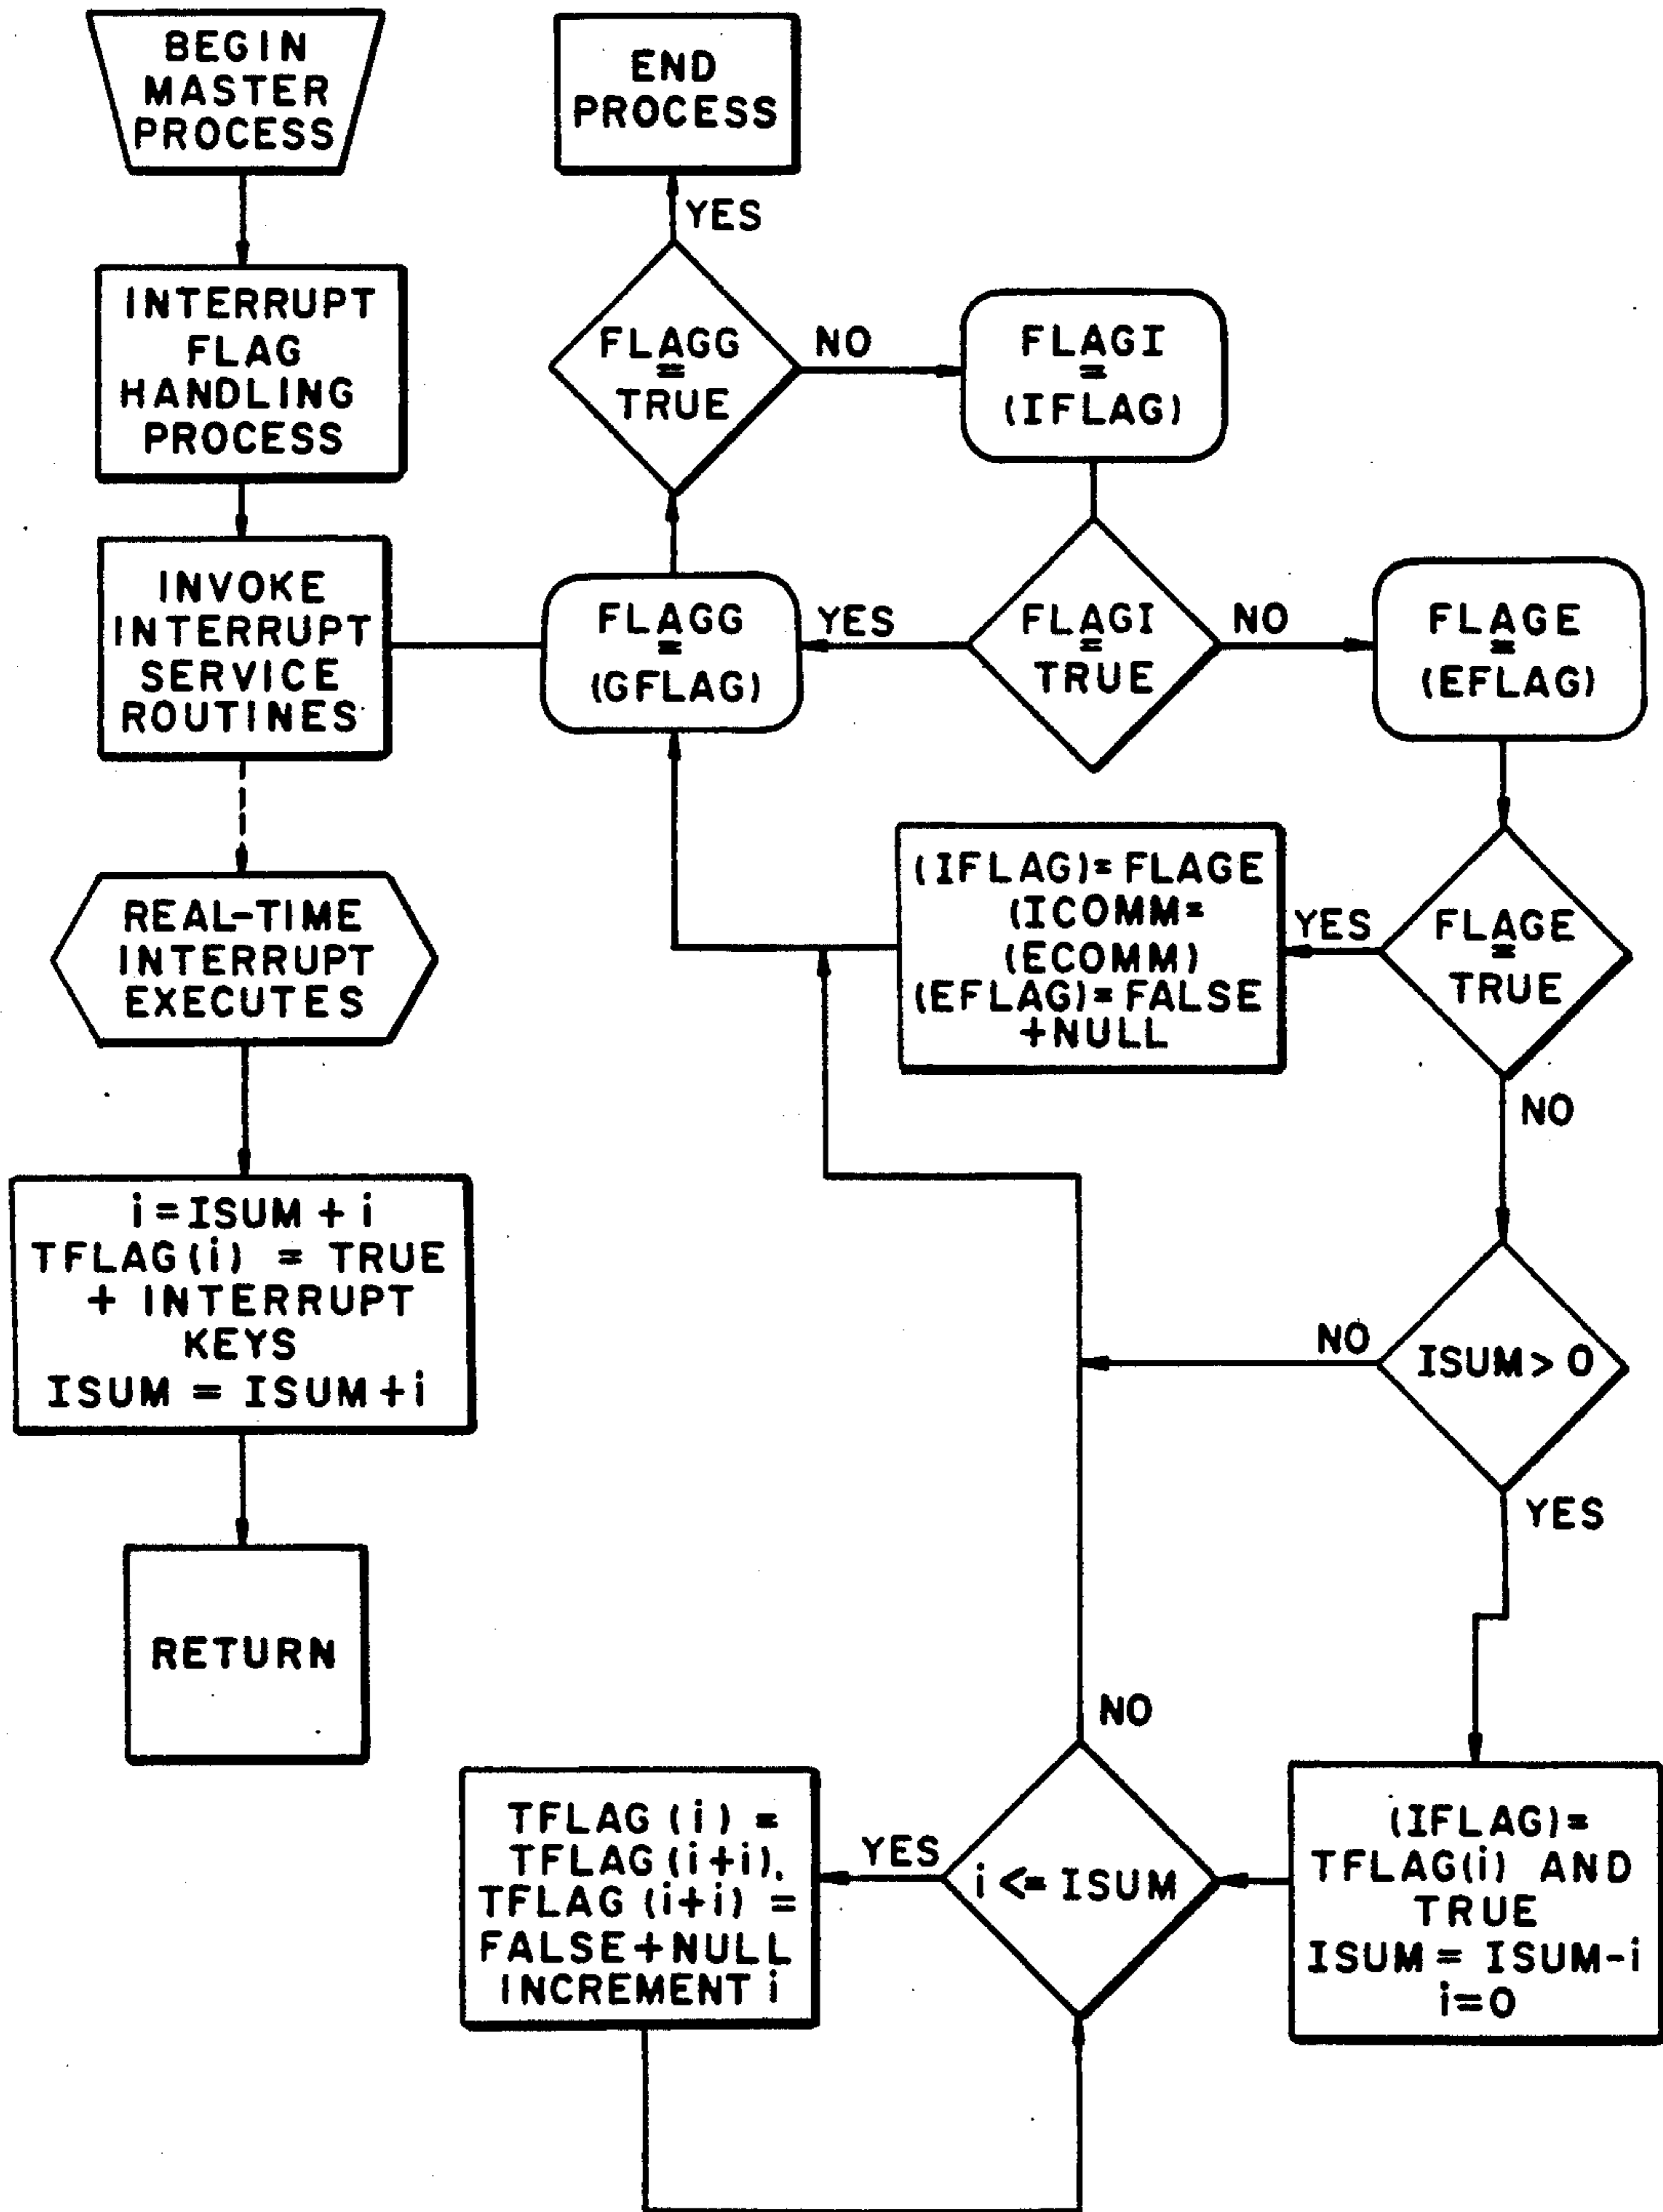 BEGIN
MASTER
PROCESS
INTERRUPT
FLAG
HANDLING
PROCESS
INVOKE
INTERRUPT
SERVICE
ROUTINES
REAL-TIME
INTERRUPT
EXECUTES
i = ISUM + i
TFLAG(i) = TRUE
+ INTERRUPT
KEYS
ISUM = ISUM+i
RETURN
END
PROCESS
YES
FLAGG
=
TRUE
NO
FLAGI
=
(IFLAG)
FLAGG
=
(GFLAG)
YES
FLAGI
=
TRUE
NO
FLAGE
=
(EFLAG)
(IFLAG)= FLAGE
(ICOMM=
(ECOMM)
(EFLAG)= FALSE
+NULL
YES
FLAGE
=
TRUE
NO
NO
ISUM > 0
YES
NO
TFLAG (i) =
TFLAG (i+i).
TFLAG (i+i) =
FALSE+NULL
INCREMENT i
YES
i <= ISUM
(IFLAG)=
TFLAG(i) AND
TRUE
ISUM = ISUM-i
i=0